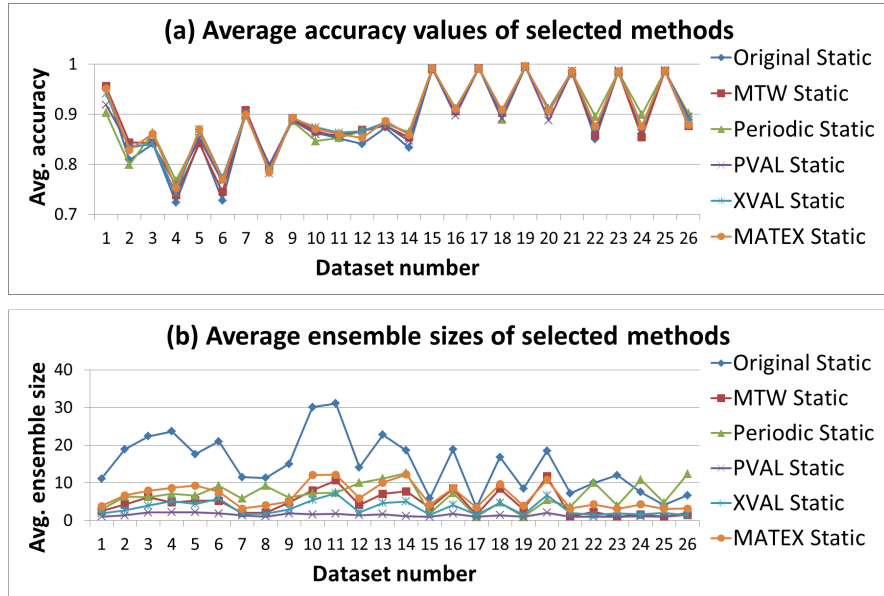 (a) Average accuracy values of selected methods
Avg. accuracy
1
0.9
0.8
0.7
1 2 3 4 5 6 7 8 9 10 11 12 13 14 15 16 17 18 19 20 21 22 23 24 25 26
Dataset number
Original Static
MTW Static
Periodic Static
PVAL Static
XVAL Static
MATEX Static
(b) Average ensemble sizes of selected methods
Avg. ensemble size
40
30
20
10
0
1 2 3 4 5 6 7 8 9 10 11 12 13 14 15 16 17 18 19 20 21 22 23 24 25 26
Dataset number
Original Static
MTW Static
Periodic Static
PVAL Static
XVAL Static
MATEX Static